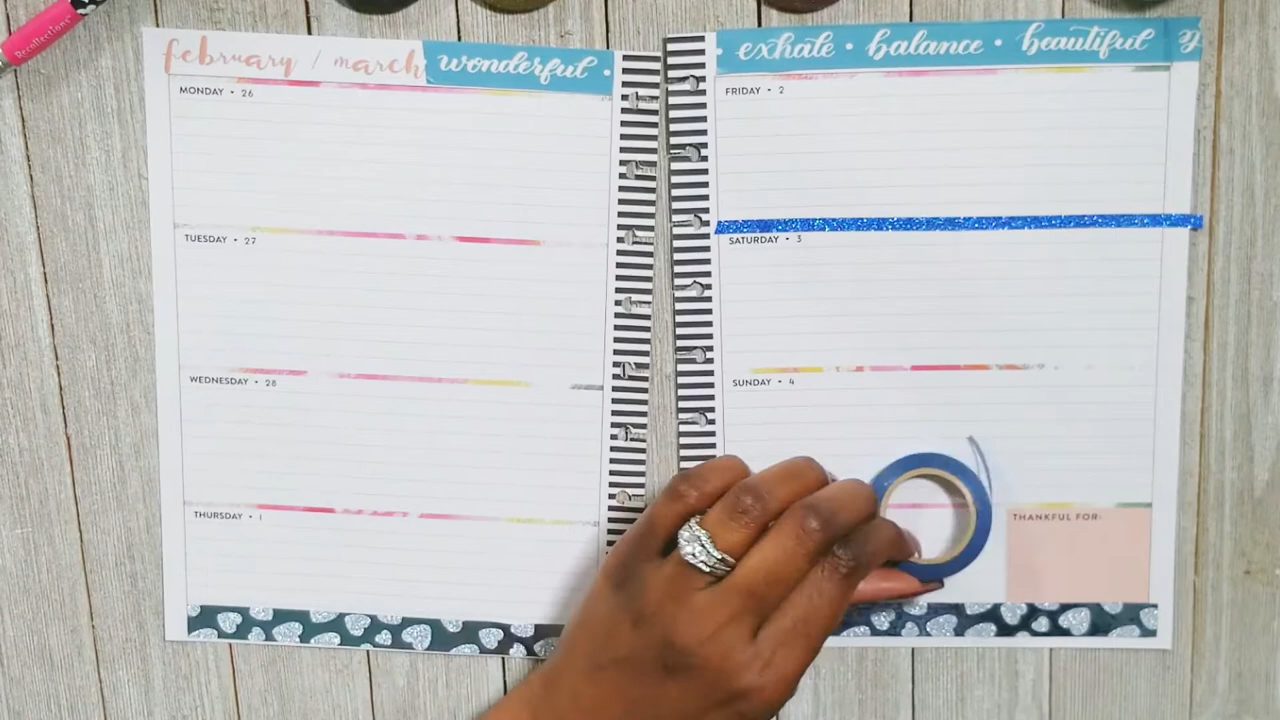 Recollections
february / march wonderful •
• exhale • balance • beautiful
MONDAY • 26
TUESDAY • 27
WEDNESDAY • 28
THURSDAY • 1
FRIDAY • 2
SATURDAY • 3
SUNDAY • 4
THANKFUL FOR: